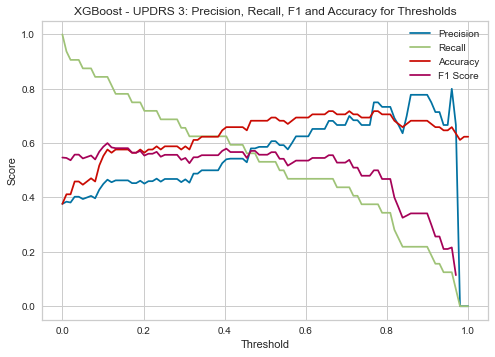 XGBoost - UPDRS 3: Precision, Recall, F1 and Accuracy for Thresholds
Precision
Recall
Accuracy
F1 Score
Score
1.0
0.8
0.6
0.4
0.2
0.0
0.0 0.2 0.4 0.6 0.8 1.0
Threshold